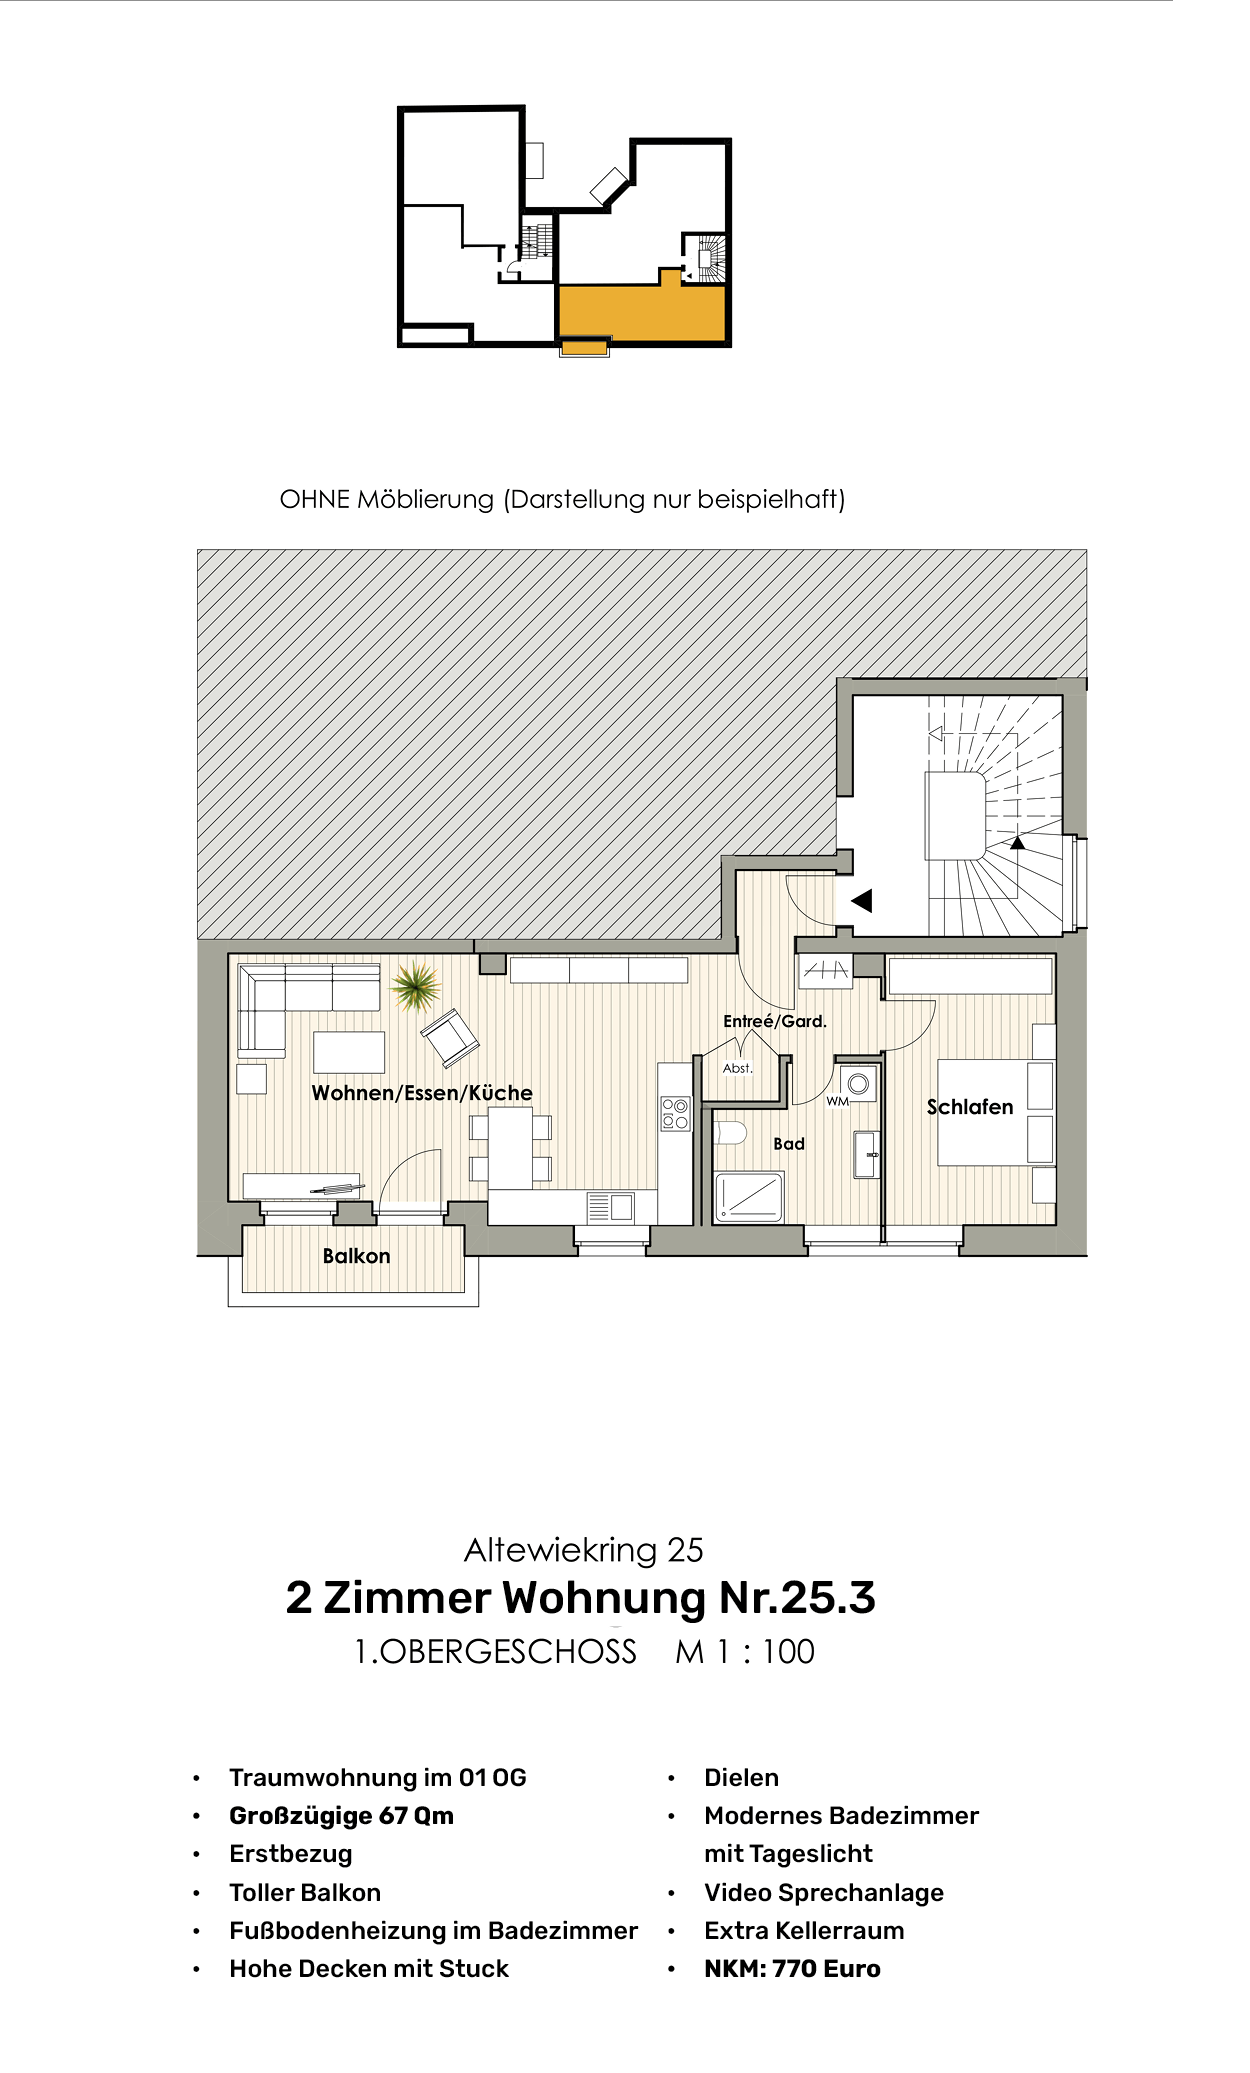 OHNE Möblierung (Darstellung nur beispielhaft)
Entreé/Gard.
Abst.
Wohnen/Essen/Küche
WM
Schlafen
Bad
Balkon
Altewiekring 25
2 Zimmer Wohnung Nr.25.3
1.OBERGESCHOSS M 1 : 100
• Traumwohnung im 01 OG
• Großzügige 67 Qm
• Erstbezug
• Toller Balkon
• Fußbodenheizung im Badezimmer
• Hohe Decken mit Stuck
• Dielen
• Modernes Badezimmer
mit Tageslicht
• Video Sprechanlage
• Extra Kellerraum
• NKM: 770 Euro